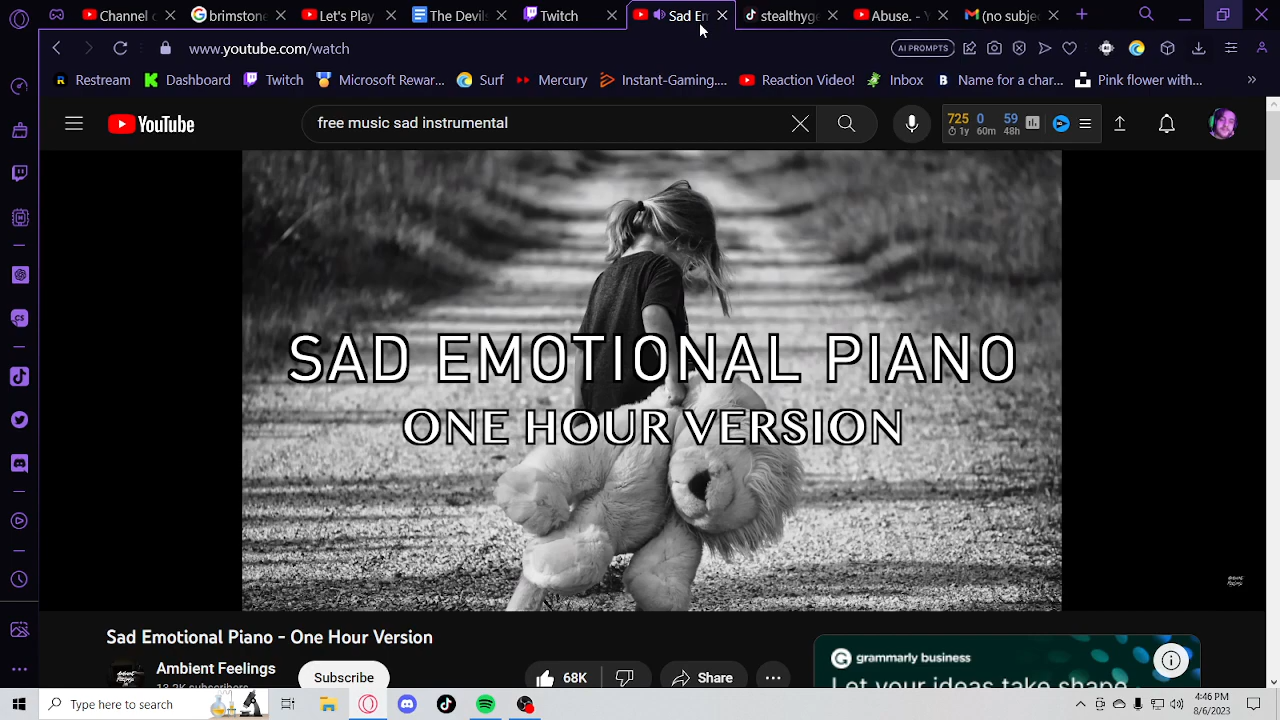 Channel c
brimstone
Let's Play
The Devils
Twitch
Sad Em
stealthyge
Abuse. - Y
(no subje
www.youtube.com/watch
AI PROMPTS
Restream
Dashboard
Twitch
Microsoft Rewar...
Surf
Mercury
Instant-Gaming....
Reaction Video!
Inbox
Name for a char...
Pink flower with...
YouTube
free music sad instrumental
725 0 59
1y 60m 48h
SAD EMOTIONAL PIANO
ONE HOUR VERSION
Sad Emotional Piano - One Hour Version
Ambient Feelings
Subscribe
68K
Share
grammarly business
Let your ideas take shape
Type here to search
4:46 PM
8/6/2023